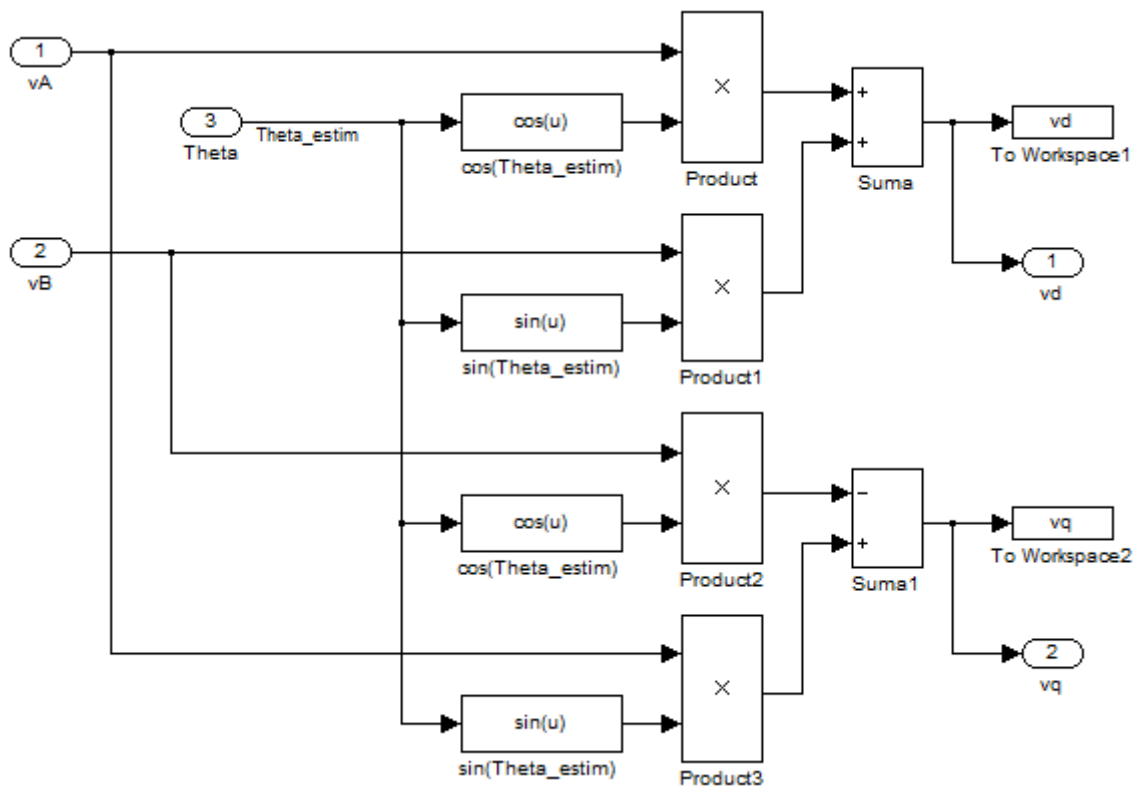 1
vA
3
Theta
Theta_estim
cos(u)
cos(Theta_estim)
×
Product
+
+
Suma
vd
To Workspace1
1
vd
2
vB
sin(u)
sin(Theta_estim)
×
Product1
cos(u)
cos(Theta_estim)
×
Product2
−
+
Suma1
vq
To Workspace2
2
vq
sin(u)
sin(Theta_estim)
×
Product3